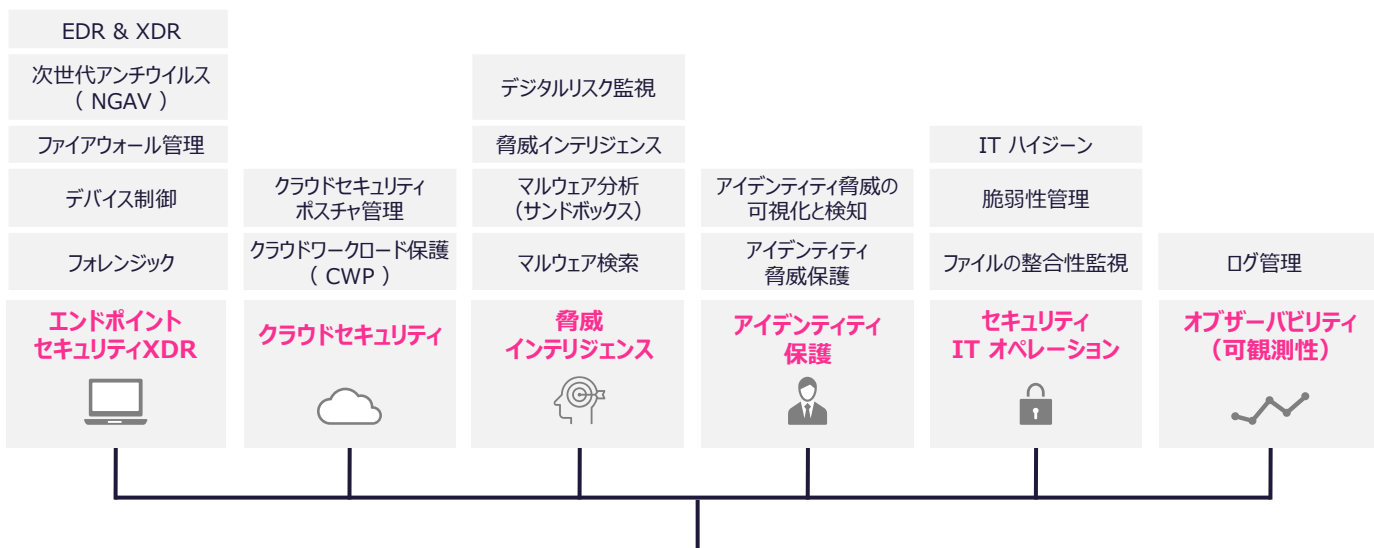 EDR & XDR
次世代アンチウイルス
( NGAV )
ファイアウォール管理
デバイス制御
フォレンジック
エンドポイント
セキュリティXDR
クラウドセキュリティ
ポスチャ管理
クラウドワークロード保護
( CWP )
クラウドセキュリティ
デジタルリスク監視
脅威インテリジェンス
マルウェア分析
(サンドボックス)
マルウェア検索
脅威
インテリジェンス
アイデンティティ脅威の
可視化と検知
アイデンティティ
脅威保護
アイデンティティ
保護
IT ハイジーン
脆弱性管理
ファイルの整合性監視
セキュリティ
IT オペレーション
ログ管理
オブザーバビリティ
(可観測性)